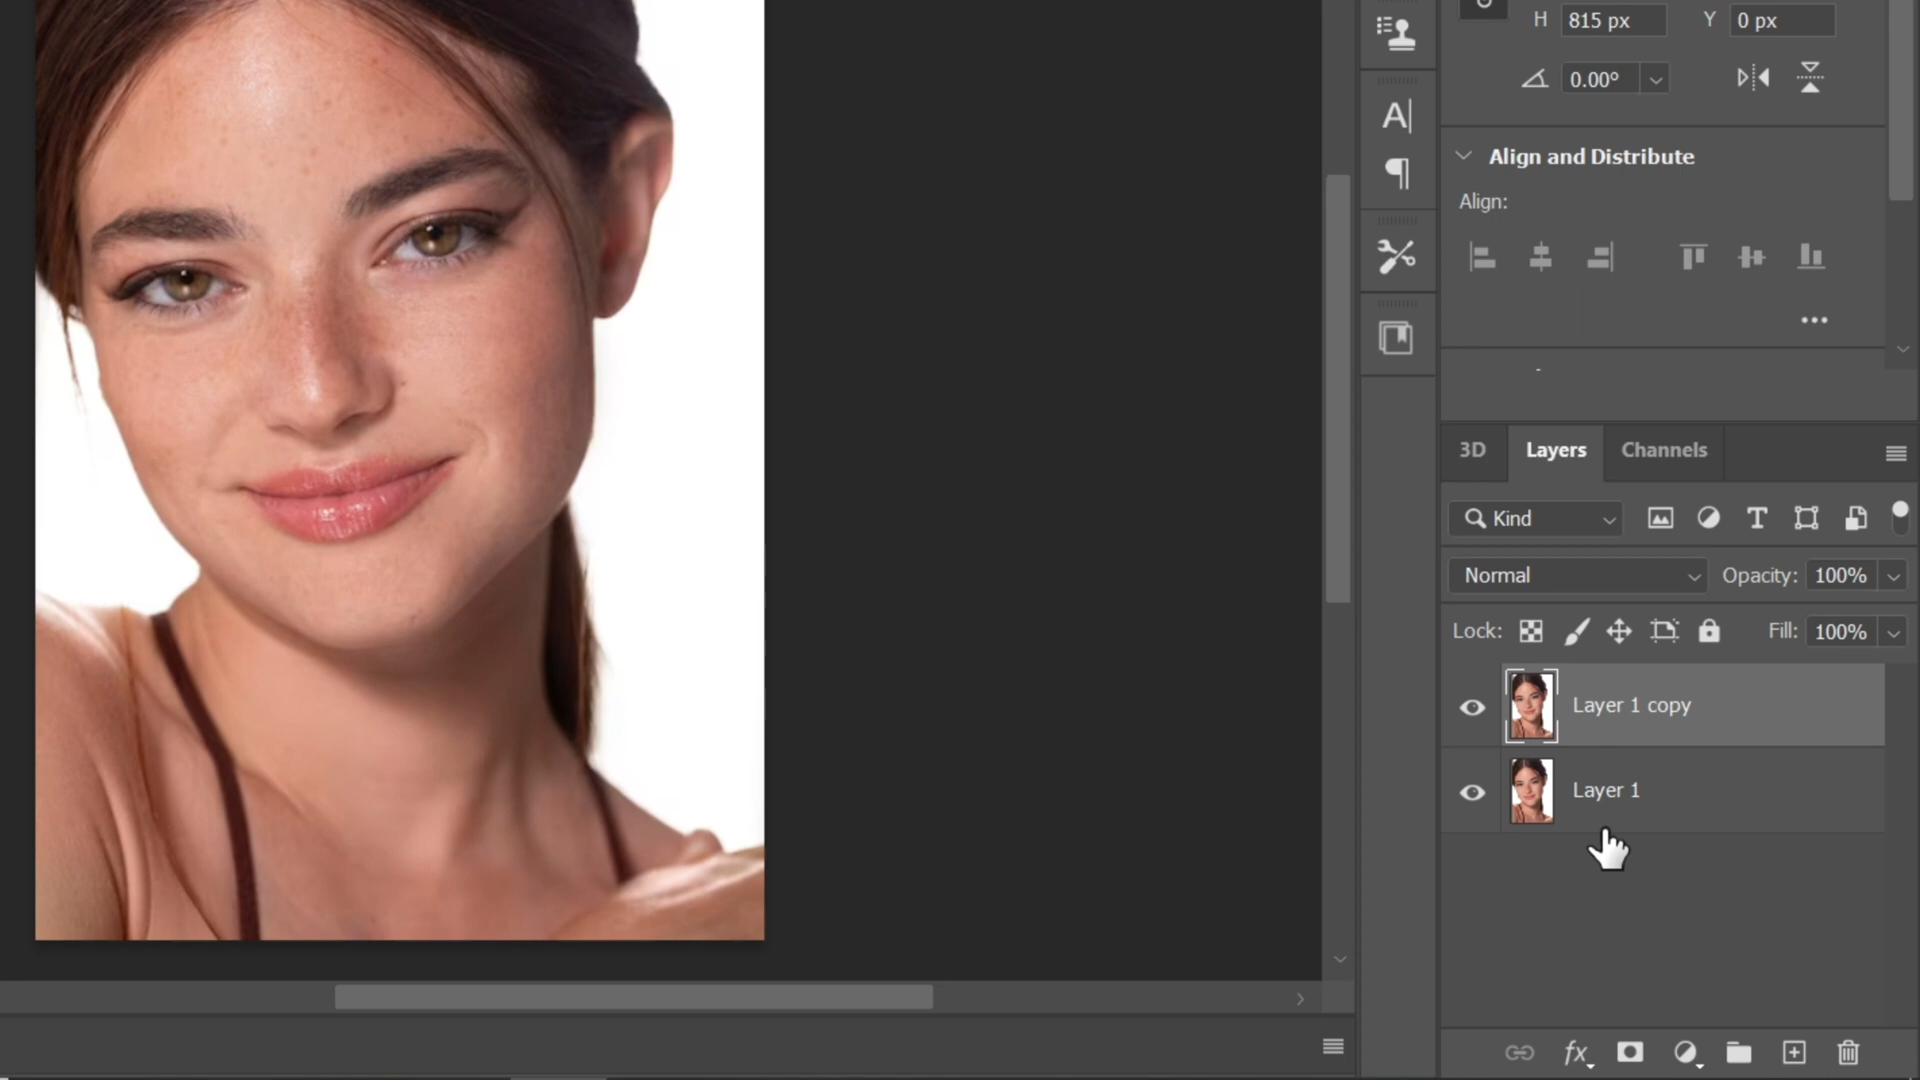 H 815 px Y 0 px
0.00°
Align and Distribute
Align:
3D Layers Channels
Kind
Normal Opacity: 100%
Lock: Fill: 100%
Layer 1 copy
Layer 1
fx